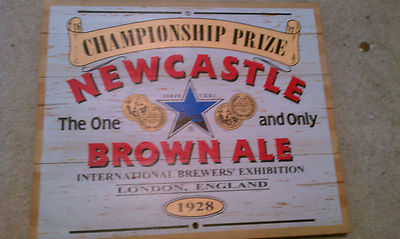 CHAMPIONSHIP PRIZE
NEWCASTLE
SERVE COOL
The One and Only
®
BROWN ALE
INTERNATIONAL BREWERS' EXHIBITION
LONDON, ENGLAND
1928